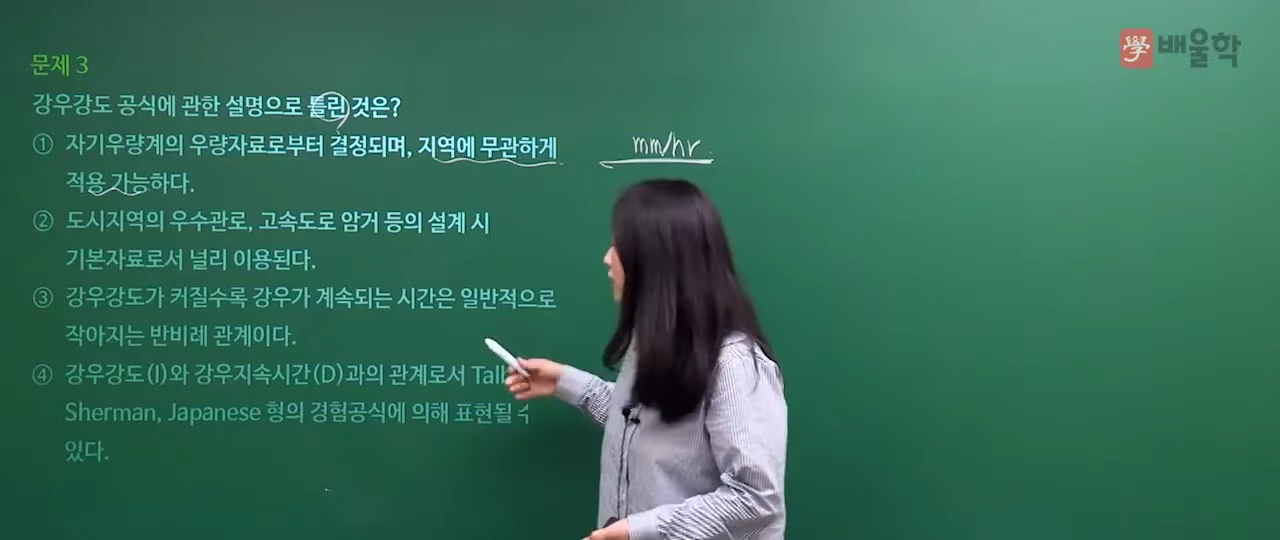 學 배울학
문제 3
강우강도 공식에 관한 설명으로 틀린 것은?
① 자기우량계의 우량자료로부터 결정되며, 지역에 무관하게
mm/hr
적용 가능하다.
② 도시지역의 우수관로, 고속도로 암거 등의 설계 시
기본자료로서 널리 이용된다.
③ 강우강도가 커질수록 강우가 계속되는 시간은 일반적으로
작아지는 반비례 관계이다.
④ 강우강도(I)와 강우지속시간(D)과의 관계로서
Sherman, Japanese 형의 경험공식에 의해 표현될
있다.